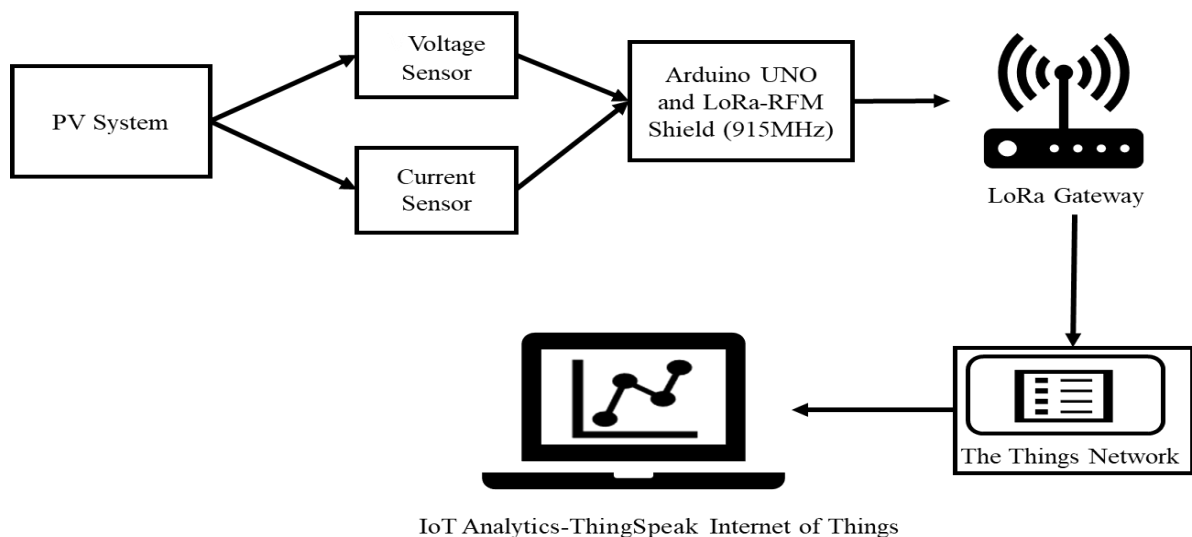 PV System
Voltage
Sensor
Current
Sensor
Arduino UNO
and LoRa-RFM
Shield (915MHz)
LoRa Gateway
The Things Network
IoT Analytics-ThingSpeak Internet of Things